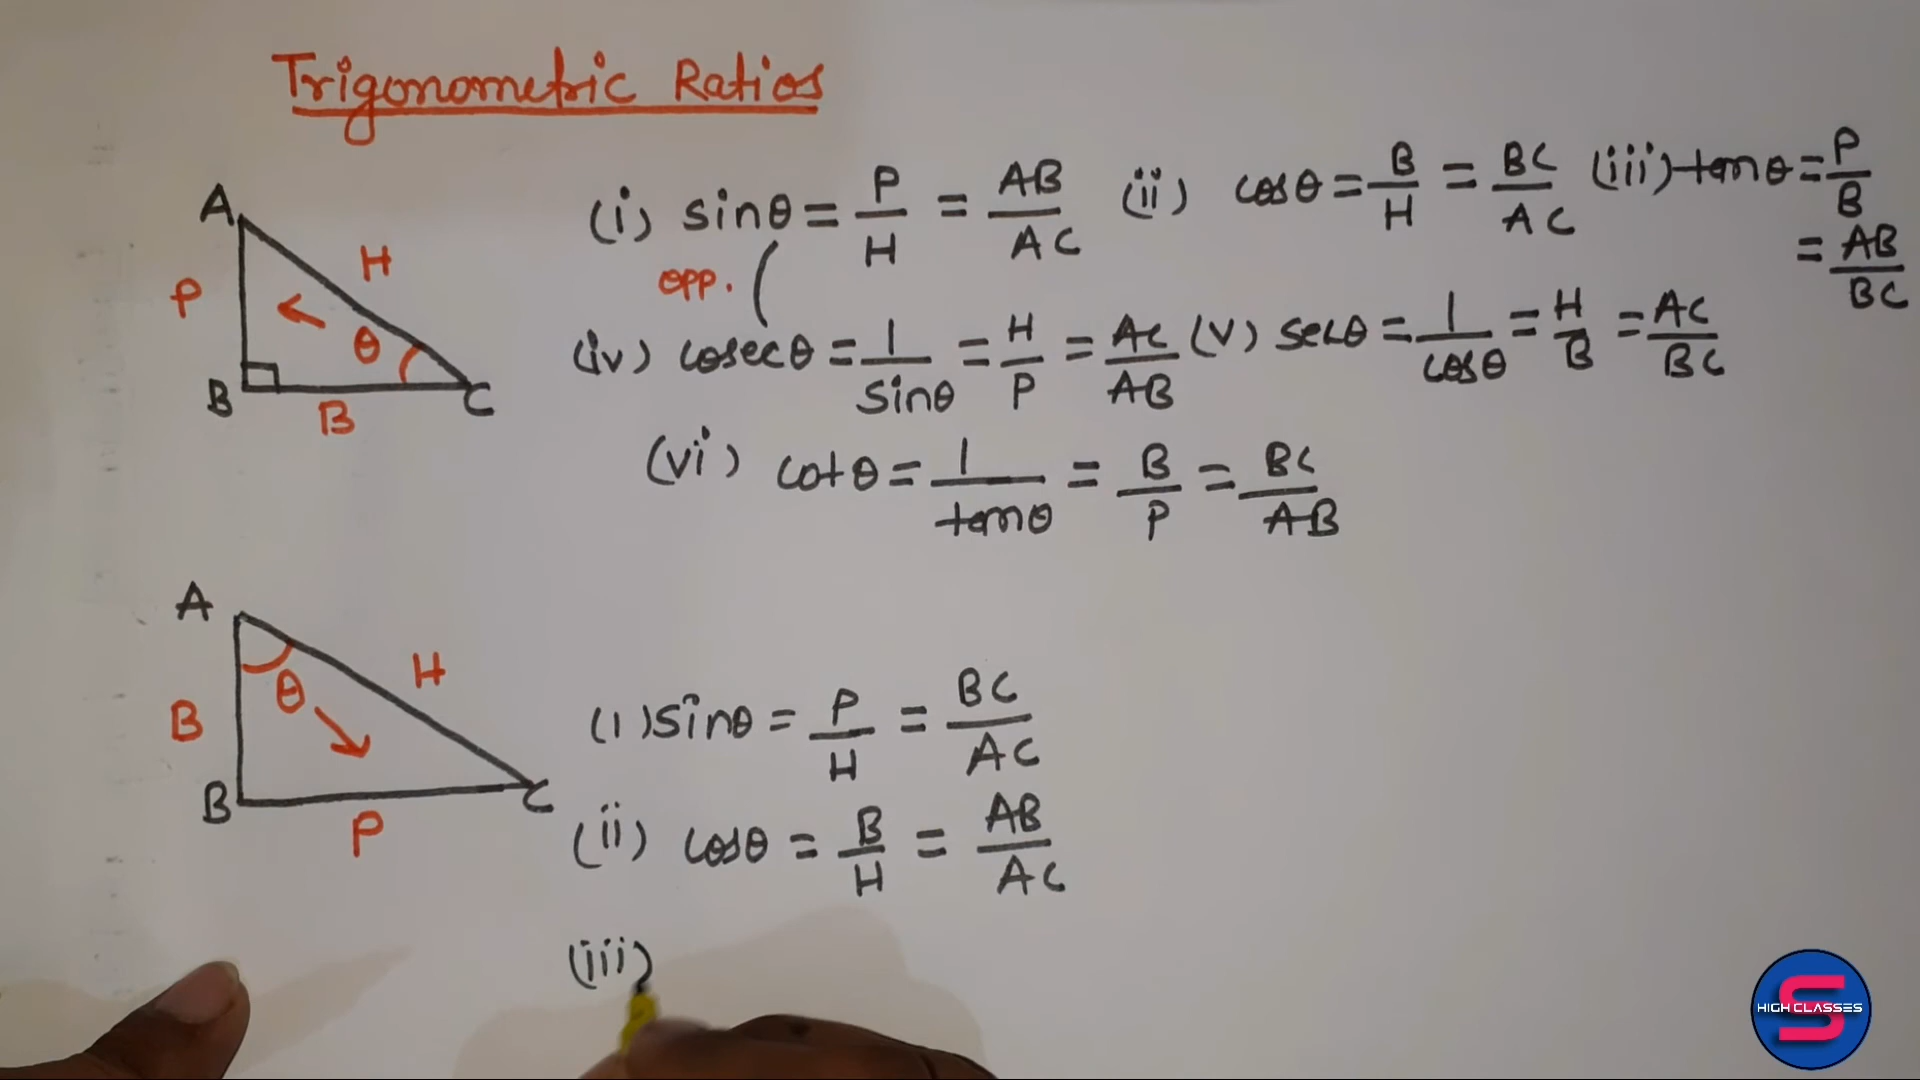 Trigonometric Ratios
A
P
H
θ
B
B
C
(i) sinθ = P/H = AB/AC (ii) cosθ = B/H = BC/AC (iii) tanθ = P/B
= AB/BC
opp.
(iv) cosecθ = 1/sinθ = H/P = AC/AB (v) secθ = 1/cosθ = H/B = AC/BC
(vi) cotθ = 1/tanθ = B/P = BC/AB
A
B
θ
H
B
P
C
(i) sinθ = P/H = BC/AC
(ii) cosθ = B/H = AB/AC
(iii)
S
HIGH CLASSES